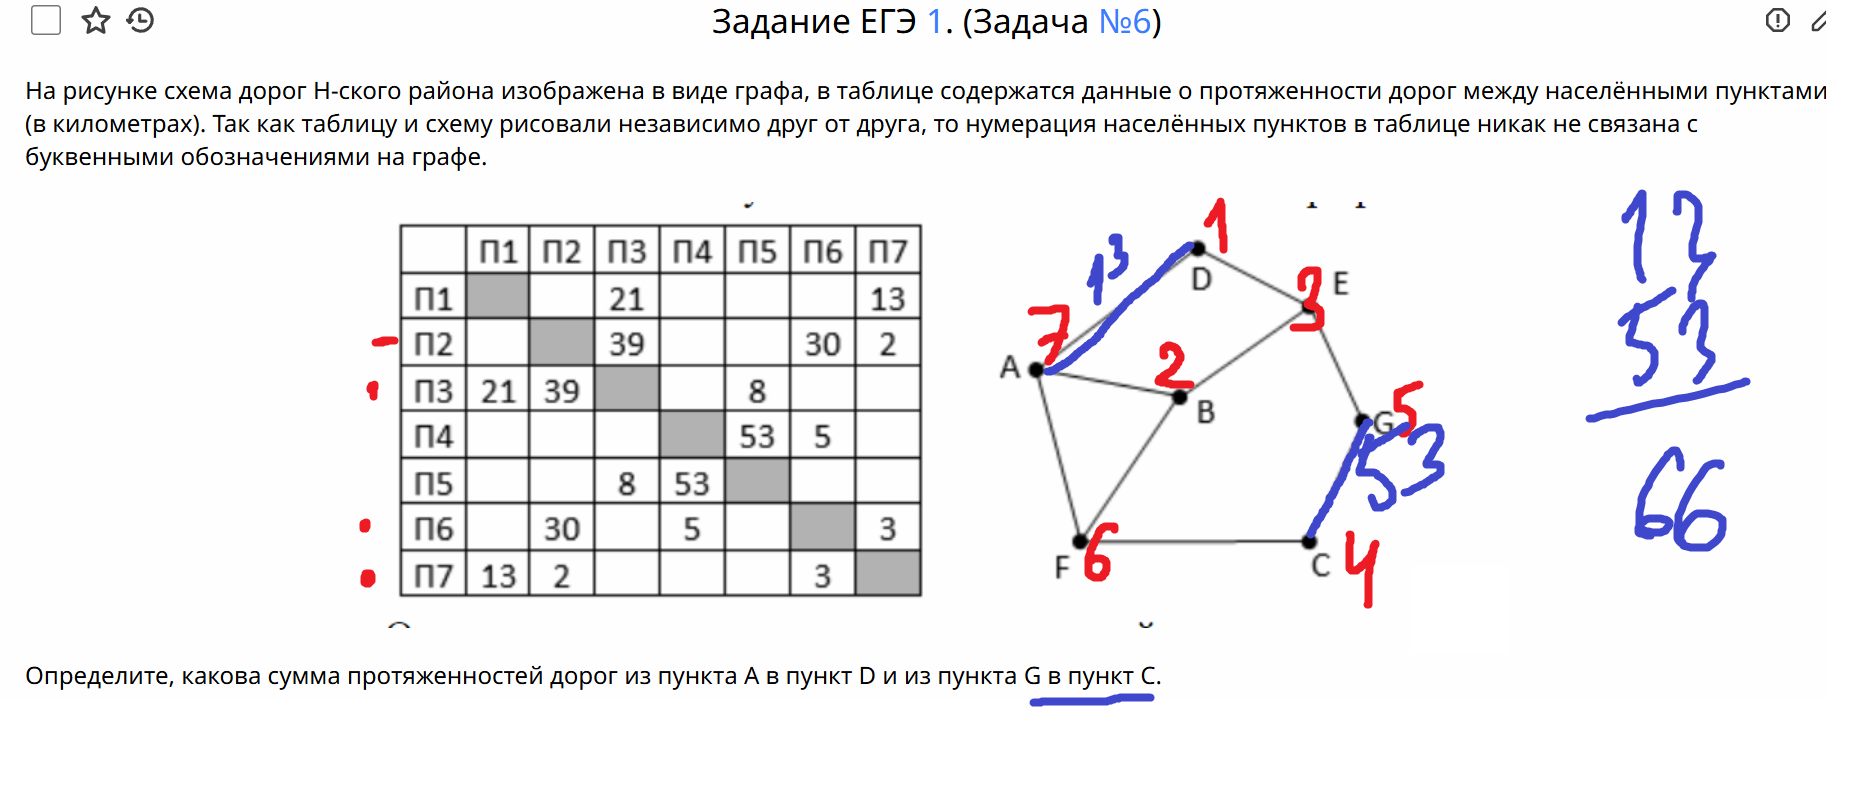 Задание ЕГЭ 1. (Задача №6)
На рисунке схема дорог Н-ского района изображена в виде графа, в таблице содержатся данные о протяженности дорог между населёнными пунктами
(в километрах). Так как таблицу и схему рисовали независимо друг от друга, то нумерация населённых пунктов в таблице никак не связана с
буквенными обозначениями на графе.
П1 П2 П3 П4 П5 П6 П7
П1 21 13
П2 39 30 2
П3 21 39 8
П4 53 5
П5 8 53
П6 30 5 3
П7 13 2 3
1
13
D
3 E
7
A
2
B
G 5
53
F 6
C 4
13
53
66
Определите, какова сумма протяженностей дорог из пункта A в пункт D и из пункта G в пункт C.